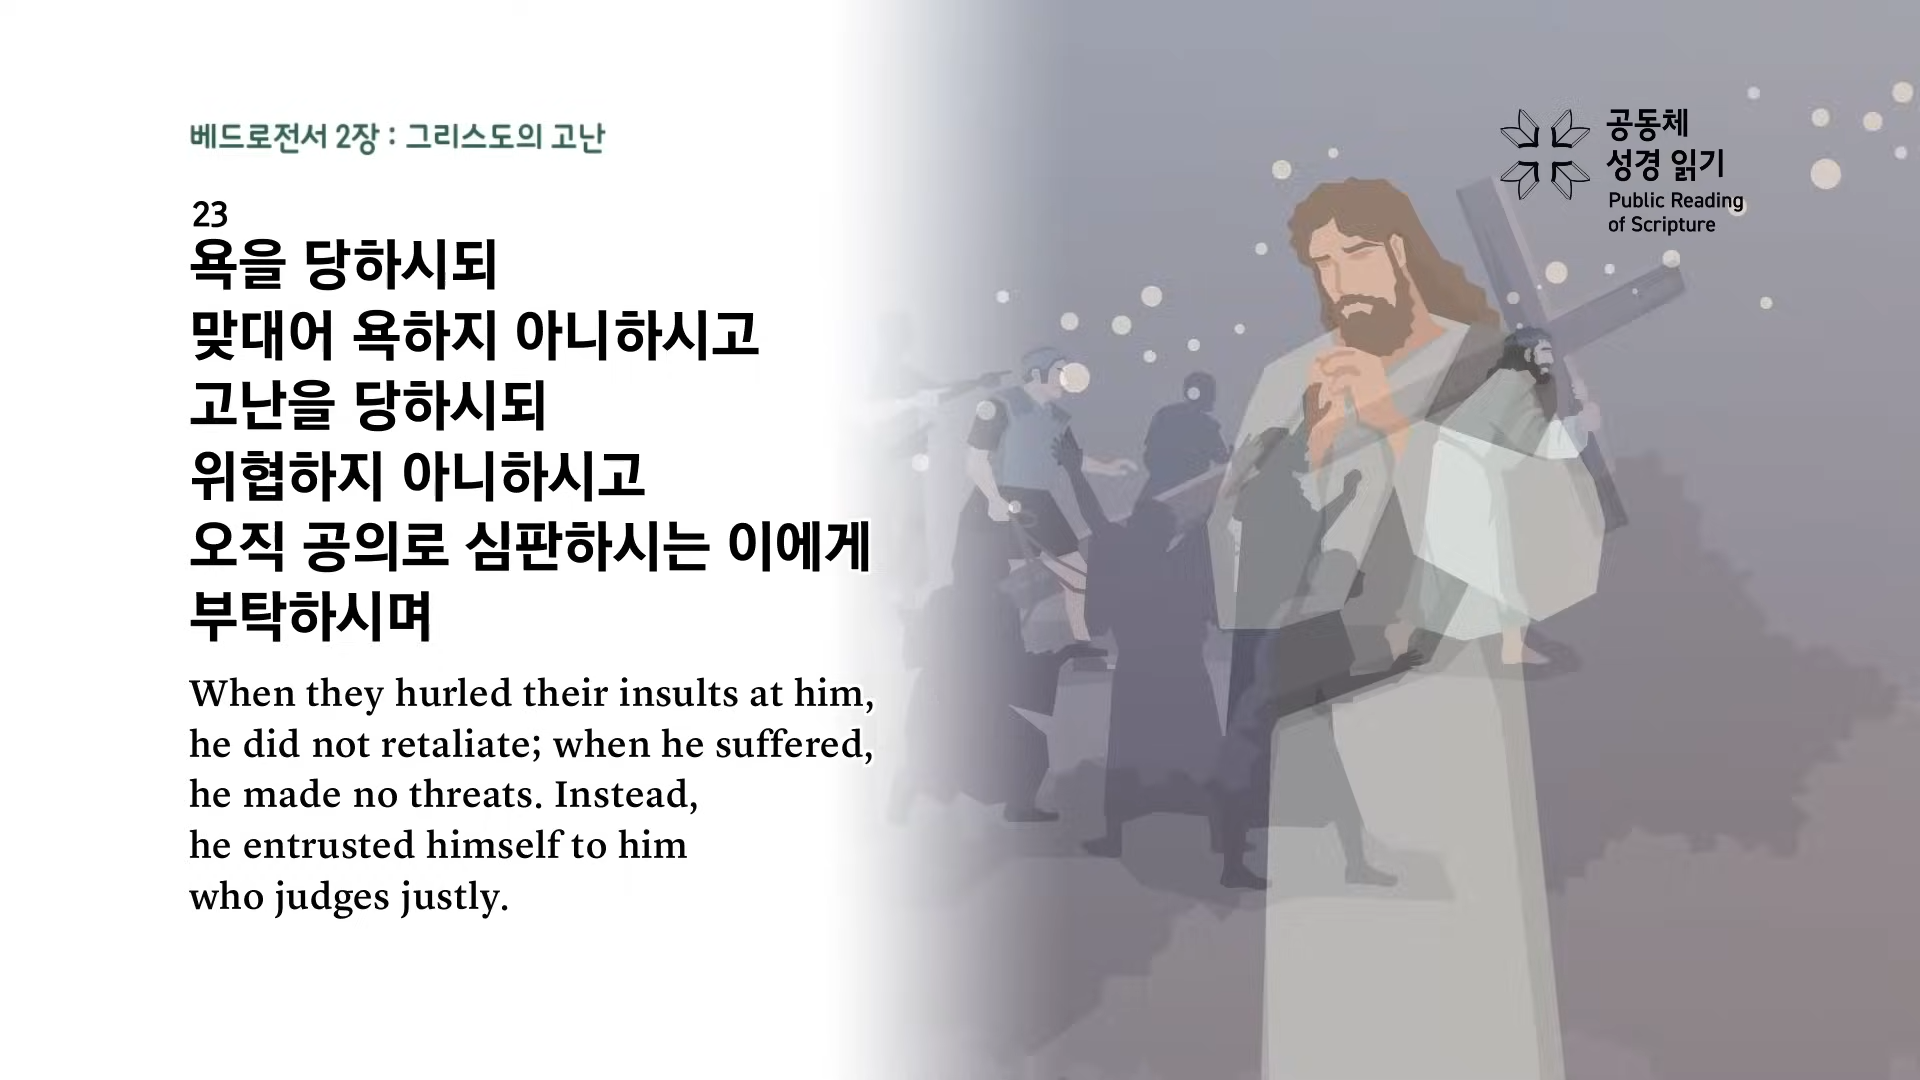 베드로전서 2장 : 그리스도의 고난
23
욕을 당하시되
맞대어 욕하지 아니하시고
고난을 당하시되
위협하지 아니하시고
오직 공의로 심판하시는 이에게
부탁하시며
When they hurled their insults at him,
he did not retaliate; when he suffered,
he made no threats. Instead,
he entrusted himself to him
who judges justly.
공동체
성경 읽기
Public Reading
of Scripture